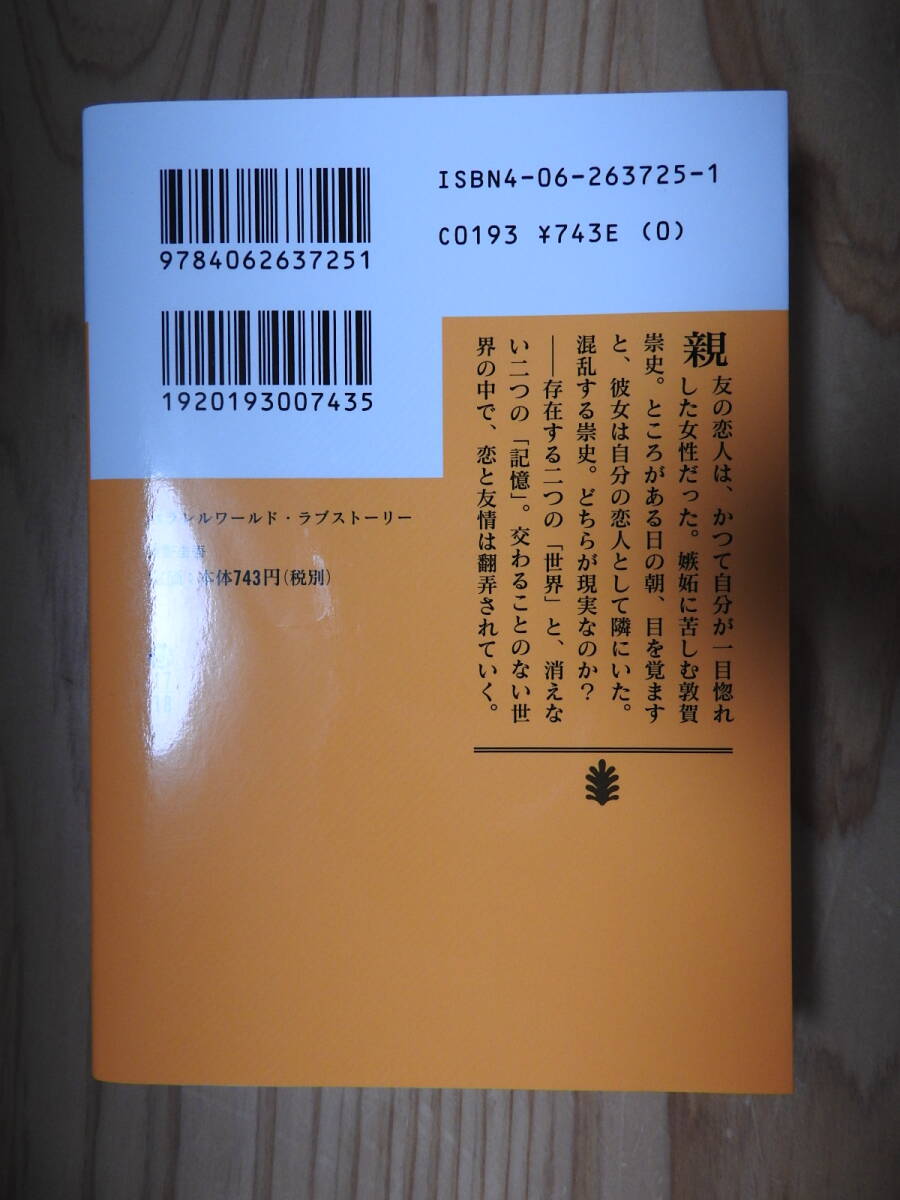 ISBN4-06-263725-1
C0193 ¥743E (0)
9784062637251
1920193007435
親友の恋人は、かつて自分が一目惚れ
した女性だった。嫉妬に苦しむ敦賀
崇史。ところがある日の朝、目を覚ます
と、彼女は自分の恋人として隣にいた。
混乱する崇史。どちらが現実なのか？
――存在する二つの「世界」と、消えな
い二つの「記憶」。交わることのない世
界の中で、恋と友情は翻弄されていく。
パラレルワールド・ラブストーリー
本体743円(税別)